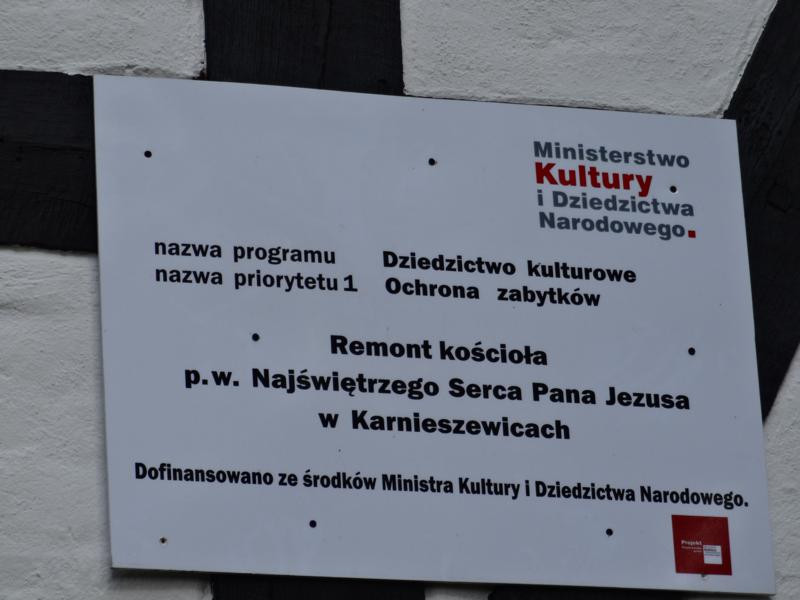 Ministerstwo
Kultury
i Dziedzictwa
Narodowego.
nazwa programu Dziedzictwo kulturowe
nazwa priorytetu 1 Ochrona zabytków
Remont kościoła
p.w. Najświętrzego Serca Pana Jezusa
w Karnieszewicach
Dofinansowano ze środków Ministra Kultury i Dziedzictwa Narodowego.
Projekt